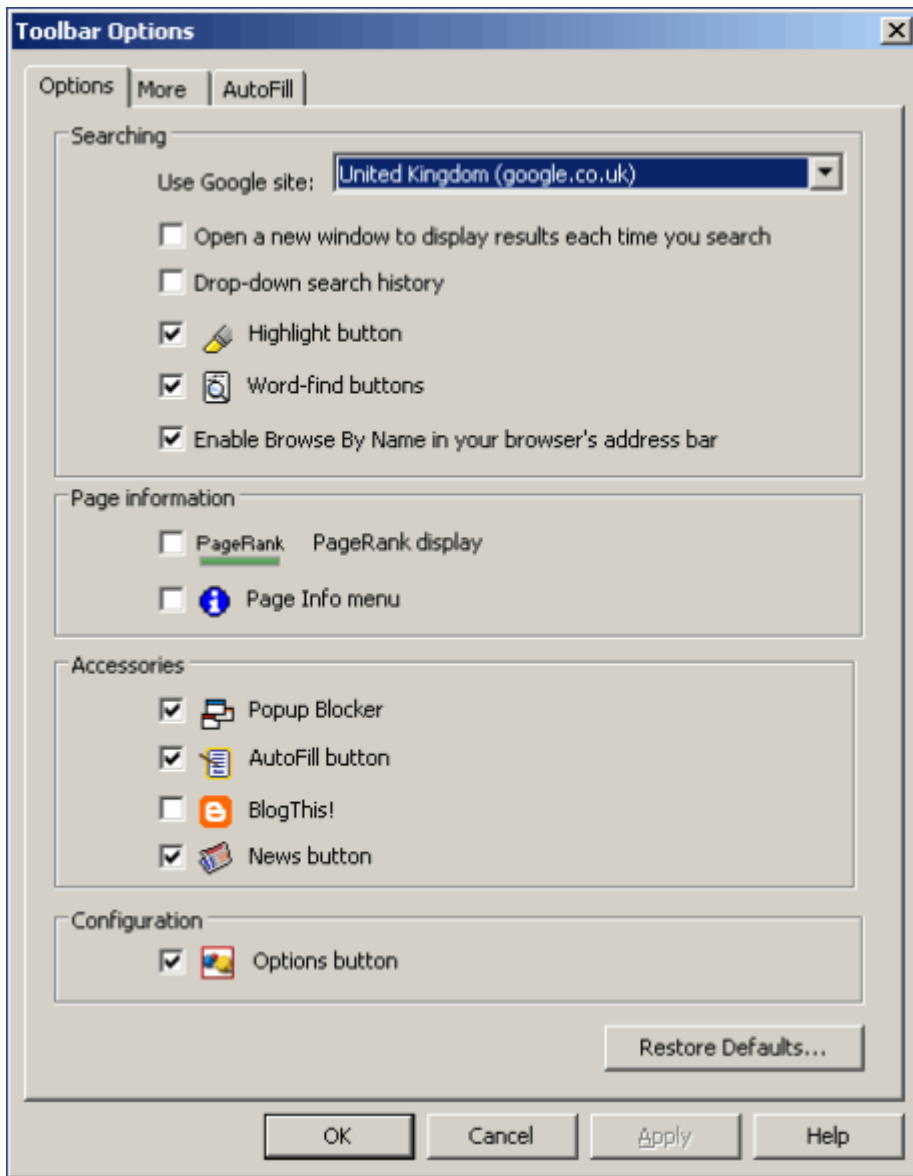 Toolbar Options
Options More AutoFill
Searching
Use Google site: United Kingdom (google.co.uk)
Open a new window to display results each time you search
Drop-down search history
Highlight button
Word-find buttons
Enable Browse By Name in your browser's address bar
Page information
PageRank PageRank display
Page Info menu
Accessories
Popup Blocker
AutoFill button
BlogThis!
News button
Configuration
Options button
Restore Defaults...
OK Cancel Apply Help